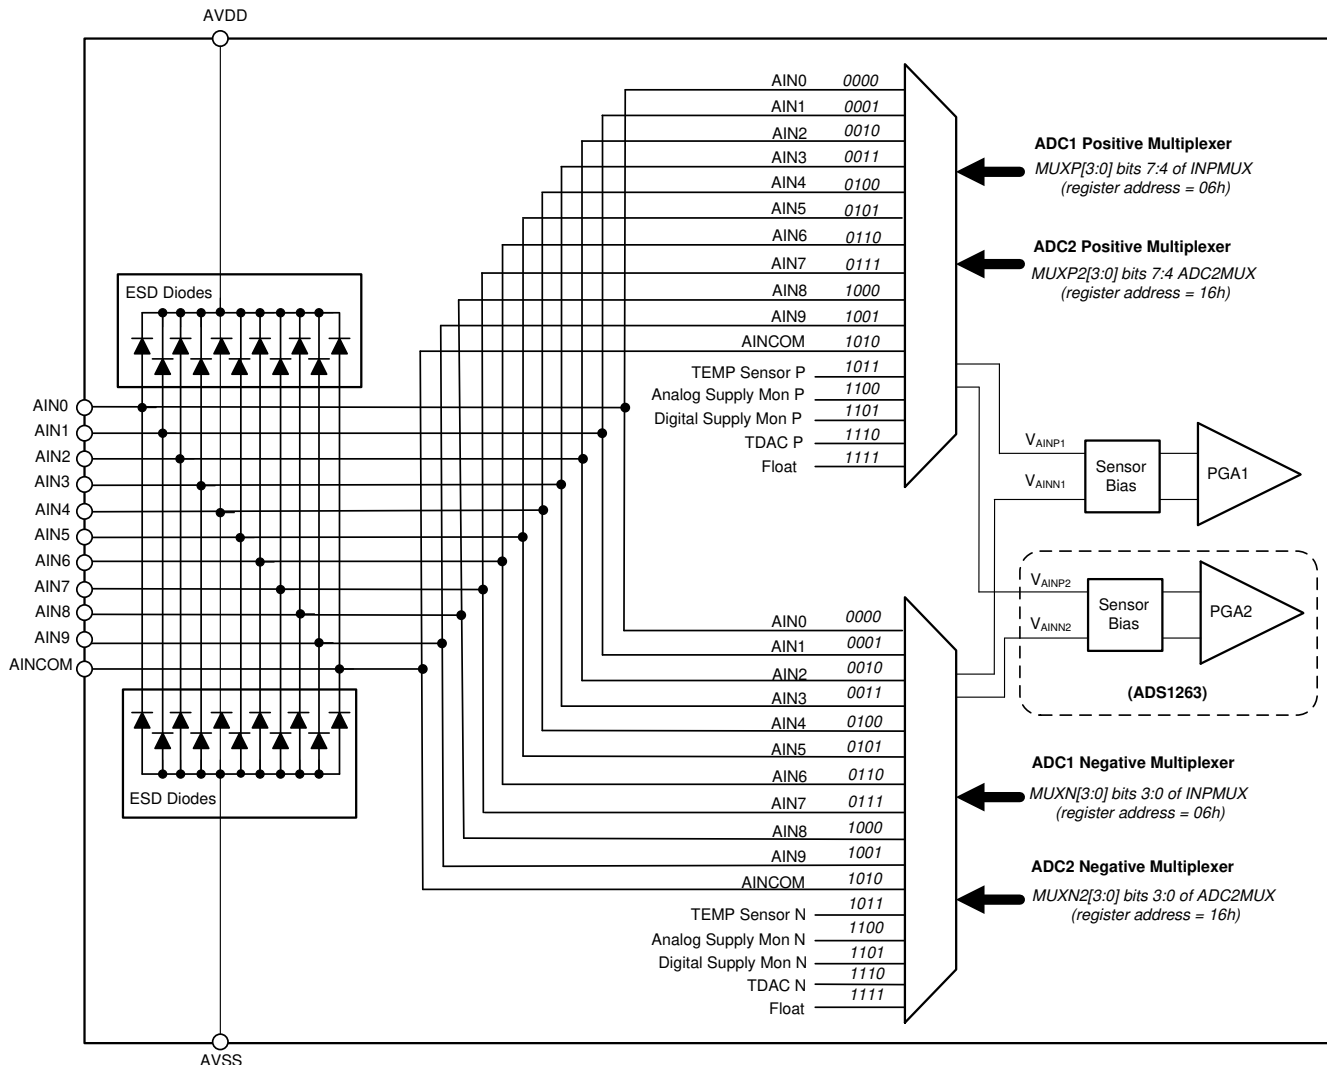 AVDD
AIN0 0000
AIN1 0001
AIN2 0010
AIN3 0011
AIN4 0100
AIN5 0101
AIN6 0110
AIN7 0111
AIN8 1000
AIN9 1001
AINCOM 1010
TEMP Sensor P 1011
Analog Supply Mon P 1100
Digital Supply Mon P 1101
TDAC P 1110
Float 1111
ADC1 Positive Multiplexer
MUXP[3:0] bits 7:4 of INPMUX
(register address = 06h)
ADC2 Positive Multiplexer
MUXP2[3:0] bits 7:4 ADC2MUX
(register address = 16h)
ESD Diodes
AIN0
AIN1
AIN2
AIN3
AIN4
AIN5
AIN6
AIN7
AIN8
AIN9
AINCOM
ESD Diodes
VAINP1
VAINN1
Sensor
Bias
PGA1
VAINP2
VAINN2
Sensor
Bias
PGA2
(ADS1263)
AIN0 0000
AIN1 0001
AIN2 0010
AIN3 0011
AIN4 0100
AIN5 0101
AIN6 0110
AIN7 0111
AIN8 1000
AIN9 1001
AINCOM 1010
TEMP Sensor N 1011
Analog Supply Mon N 1100
Digital Supply Mon N 1101
TDAC N 1110
Float 1111
ADC1 Negative Multiplexer
MUXN[3:0] bits 3:0 of INPMUX
(register address = 06h)
ADC2 Negative Multiplexer
MUXN2[3:0] bits 3:0 of ADC2MUX
(register address = 16h)
AVSS